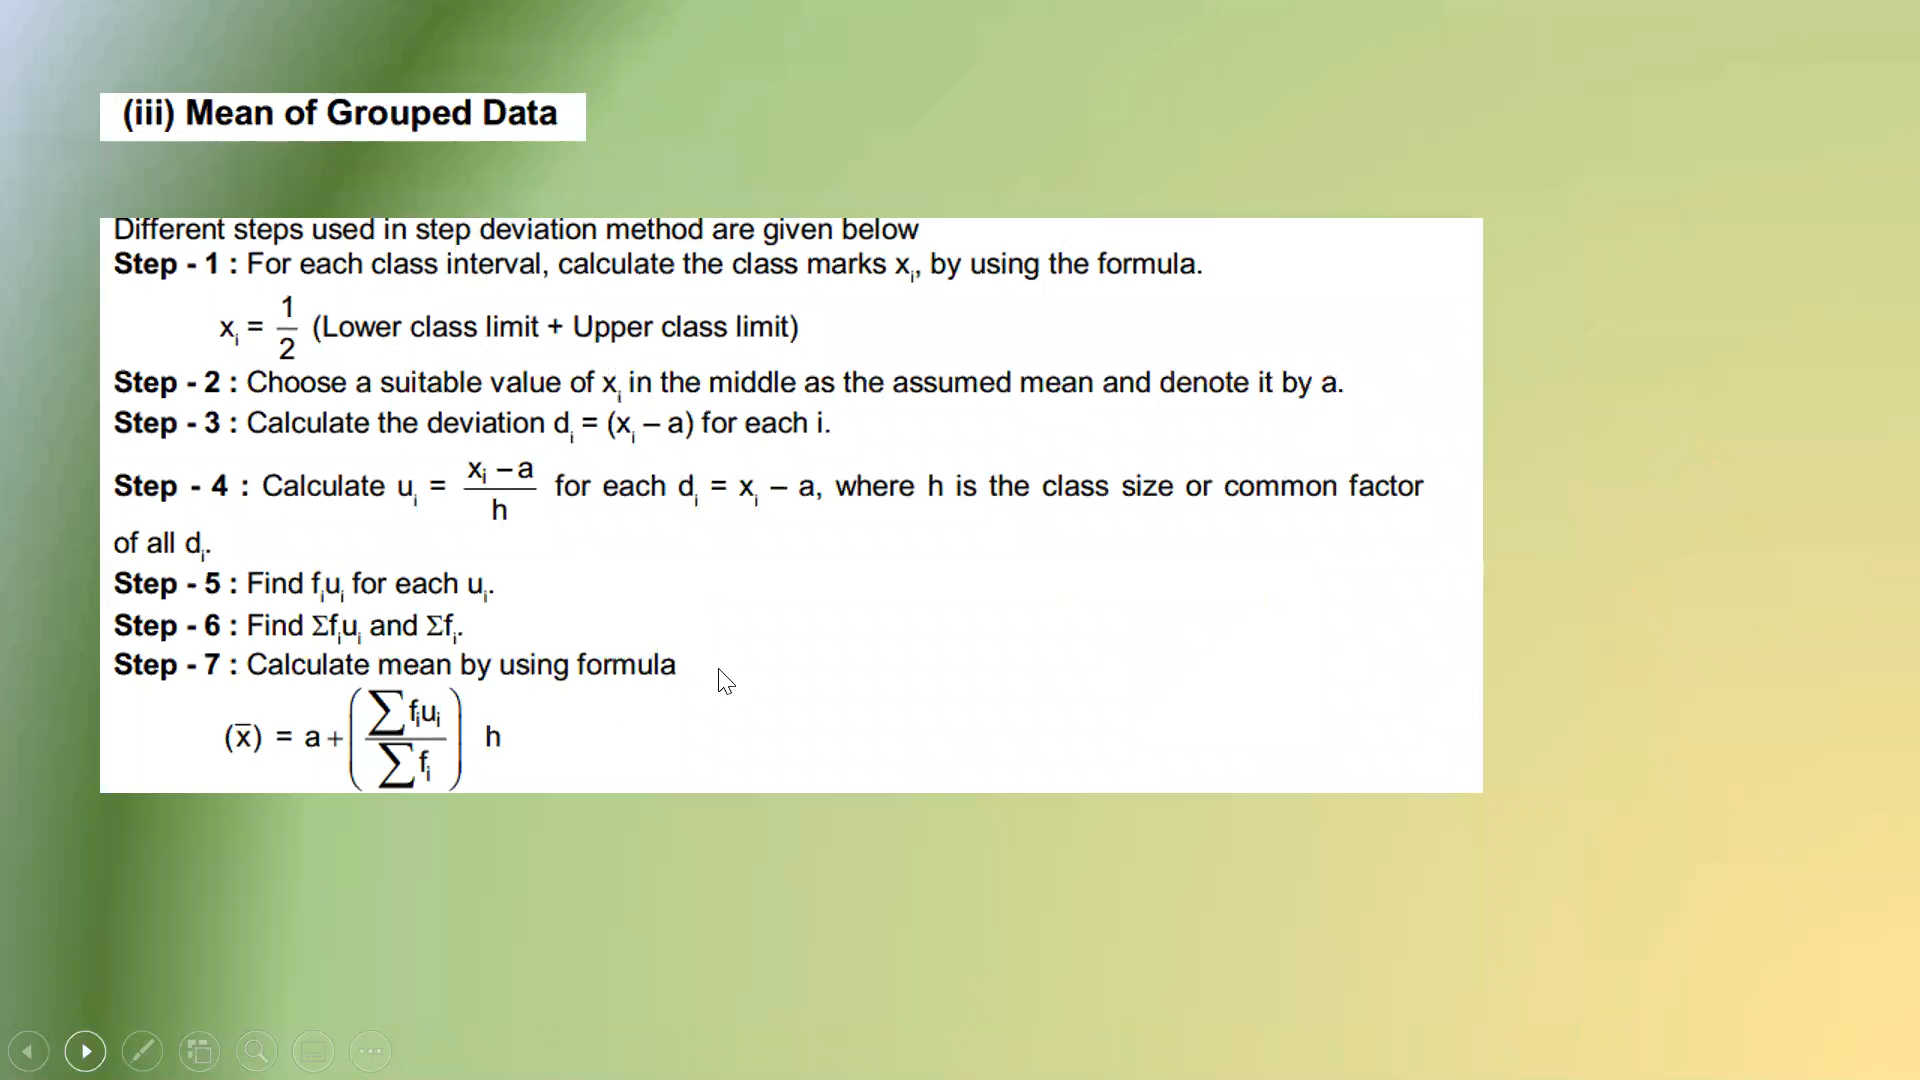 (iii) Mean of Grouped Data
Different steps used in step deviation method are given below
Step - 1 : For each class interval, calculate the class marks xᵢ, by using the formula.
xᵢ = 1/2 (Lower class limit + Upper class limit)
Step - 2 : Choose a suitable value of xᵢ in the middle as the assumed mean and denote it by a.
Step - 3 : Calculate the deviation dᵢ = (xᵢ – a) for each i.
Step - 4 : Calculate uᵢ = (xᵢ – a)/h for each dᵢ = xᵢ – a, where h is the class size or common factor
of all dᵢ.
Step - 5 : Find fᵢuᵢ for each uᵢ.
Step - 6 : Find Σfᵢuᵢ and Σfᵢ.
Step - 7 : Calculate mean by using formula
(x̅) = a + (∑fᵢuᵢ / ∑fᵢ) h